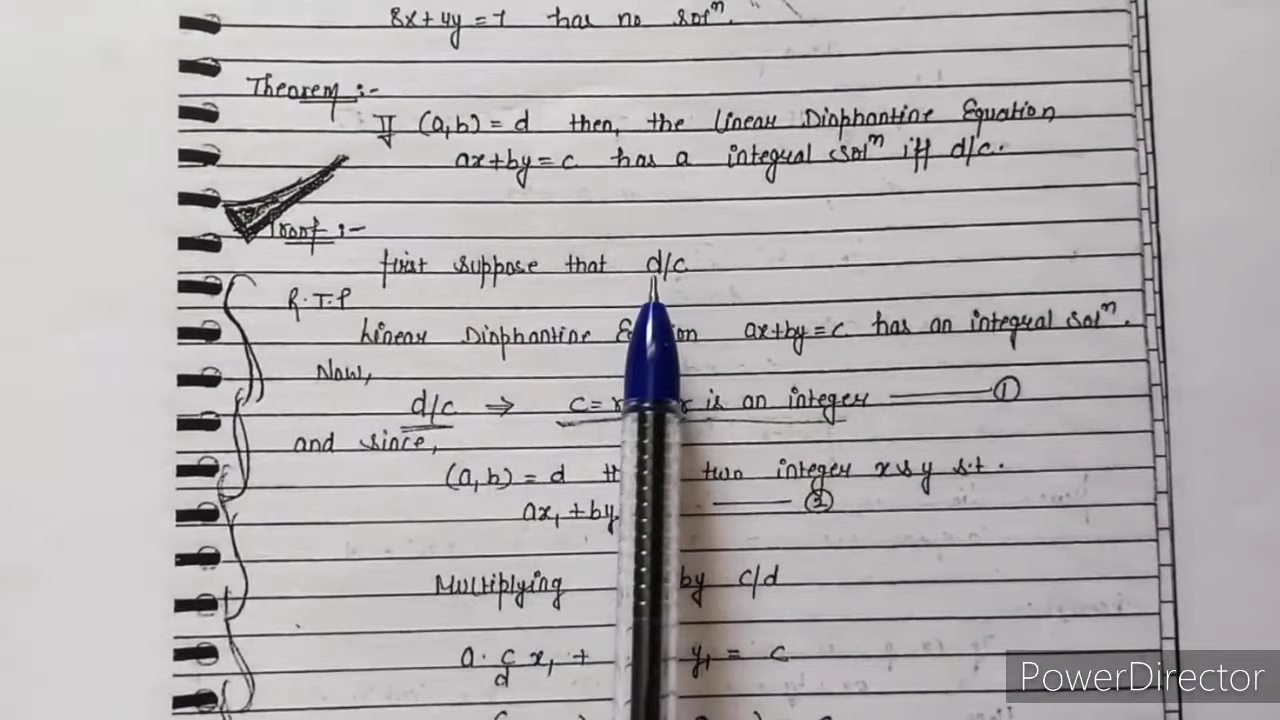 8x+4y=7 has no solⁿ.
Theorem :-
If (a,b) = d then, the Linear Diophantine Equation
ax+by=c has a integral solⁿ iff d/c.
Proof :-
first suppose that d/c
R.T.P
Linear Diophantine Equation ax+by=c has an integral solⁿ.
Now,
d/c ⇒ c= r is an integer ——— ①
and since,
(a,b) = d two integer x & y s.t.
ax₁ + by ——— ②
Multiplying by c/d
a. c/d x₁ + y₁ = c
PowerDirector